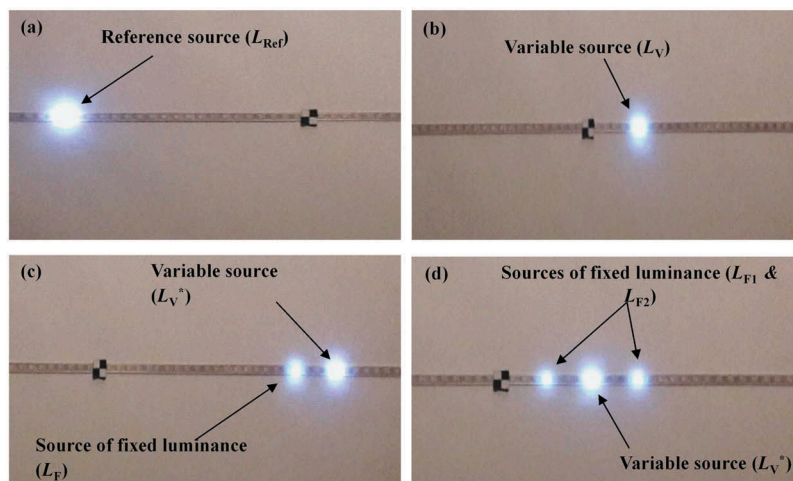 (a)
Reference source (LRef)
(b)
Variable source (LV)
(c)
Variable source
(LV*)
Source of fixed luminance
(LF)
(d)
Sources of fixed luminance (LF1 &
LF2)
Variable source (LV*)